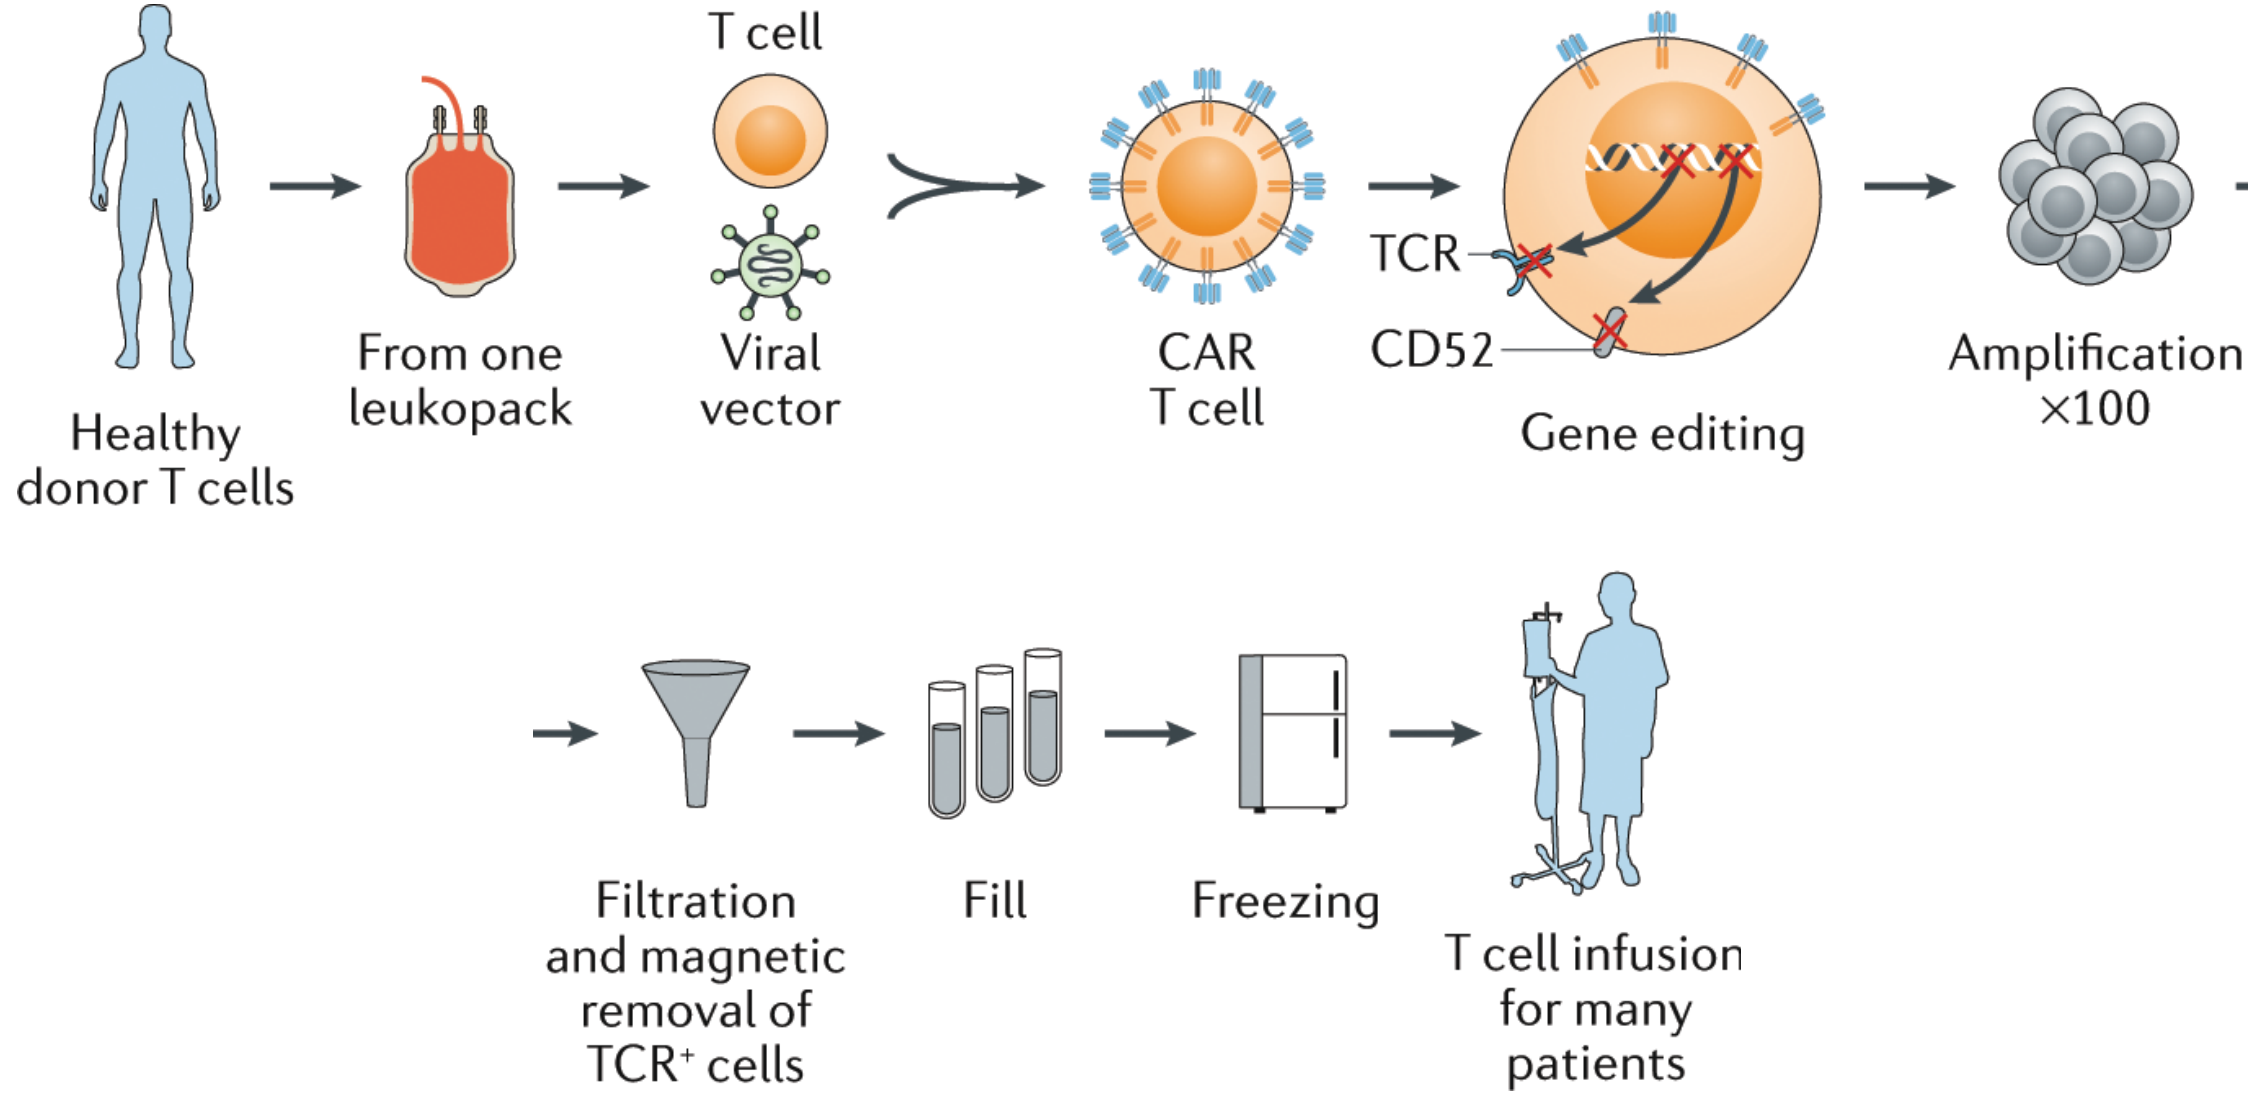 Healthy
donor T cells
From one
leukopack
T cell
Viral
vector
CAR
T cell
TCR
CD52
Gene editing
Amplification
×100
Filtration
and magnetic
removal of
TCR⁺ cells
Fill
Freezing
T cell infusion
for many
patients